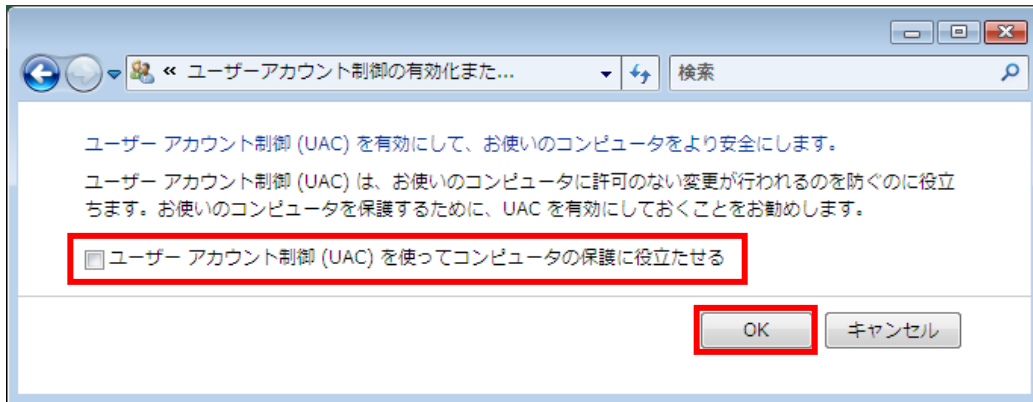 « ユーザーアカウント制御の有効化また... 検索
ユーザー アカウント制御 (UAC) を有効にして、お使いのコンピュータをより安全にします。
ユーザー アカウント制御 (UAC) は、お使いのコンピュータに許可のない変更が行われるのを防ぐのに役立
ちます。お使いのコンピュータを保護するために、UAC を有効にしておくことをお勧めします。
ユーザー アカウント制御 (UAC) を使ってコンピュータの保護に役立たせる
OK キャンセル